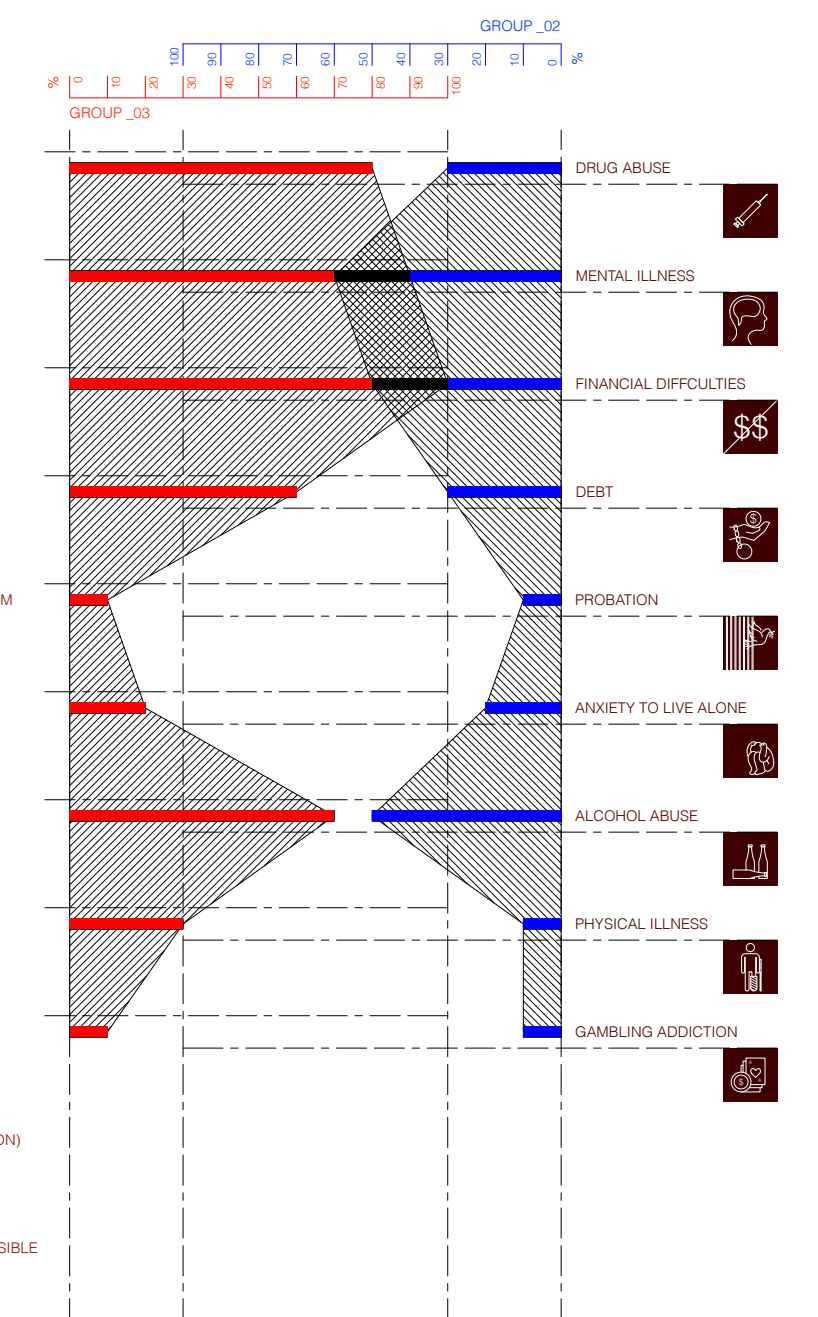 GROUP _02
100 90 80 70 60 50 40 30 20 10 0 %
% 0 10 20 30 40 50 60 70 80 90 100
GROUP _03
DRUG ABUSE
MENTAL ILLNESS
FINANCIAL DIFFCULTIES
$$
DEBT
$
M PROBATION
ANXIETY TO LIVE ALONE
ALCOHOL ABUSE
PHYSICAL ILLNESS
GAMBLING ADDICTION
A
$ A
ON)
SIBLE